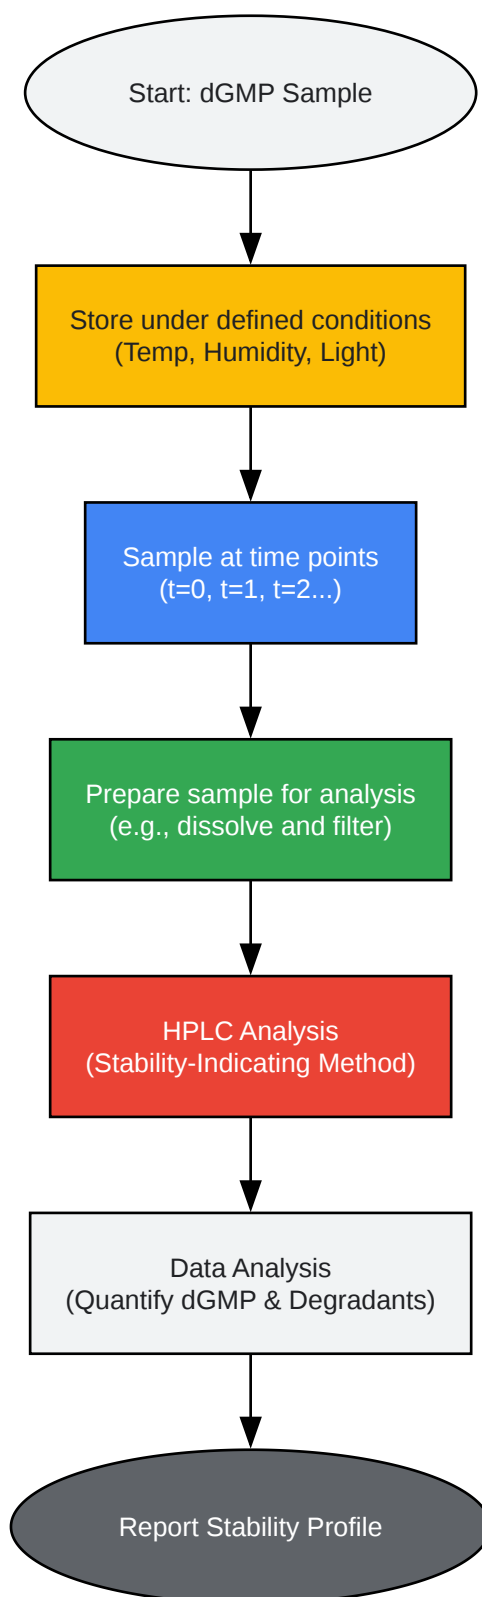 Start: dGMP Sample
Store under defined conditions
(Temp, Humidity, Light)
Sample at time points
(t=0, t=1, t=2...)
Prepare sample for analysis
(e.g., dissolve and filter)
HPLC Analysis
(Stability-Indicating Method)
Data Analysis
(Quantify dGMP & Degradants)
Report Stability Profile